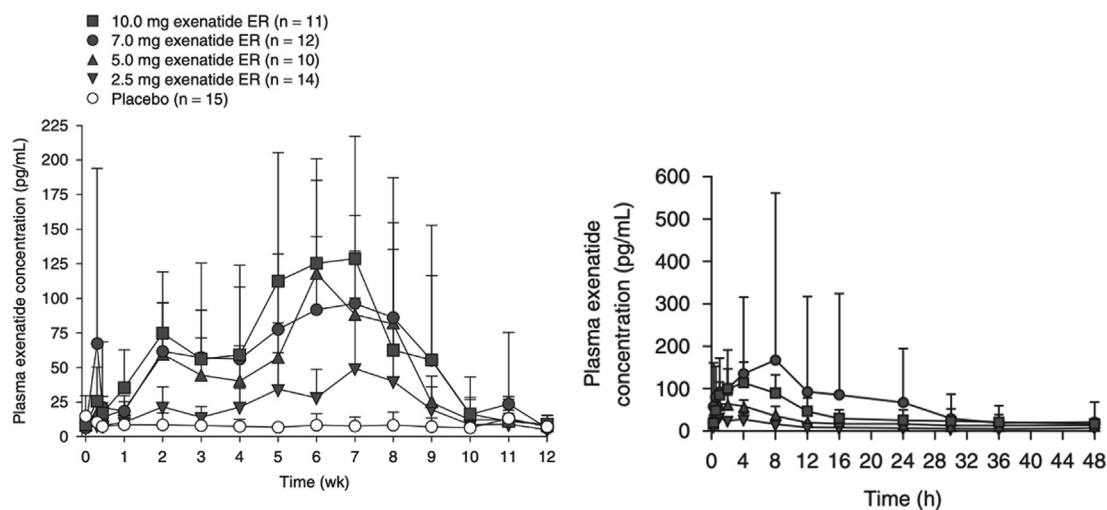 10.0 mg exenatide ER (n = 11)
7.0 mg exenatide ER (n = 12)
5.0 mg exenatide ER (n = 10)
2.5 mg exenatide ER (n = 14)
Placebo (n = 15)
Plasma exenatide concentration (pg/mL)
225
200
175
150
125
100
75
50
25
0
0 1 2 3 4 5 6 7 8 9 10 11 12
Time (wk)
Plasma exenatide
concentration (pg/mL)
600
500
400
300
200
100
0
0 4 8 12 16 20 24 28 32 36 40 44 48
Time (h)